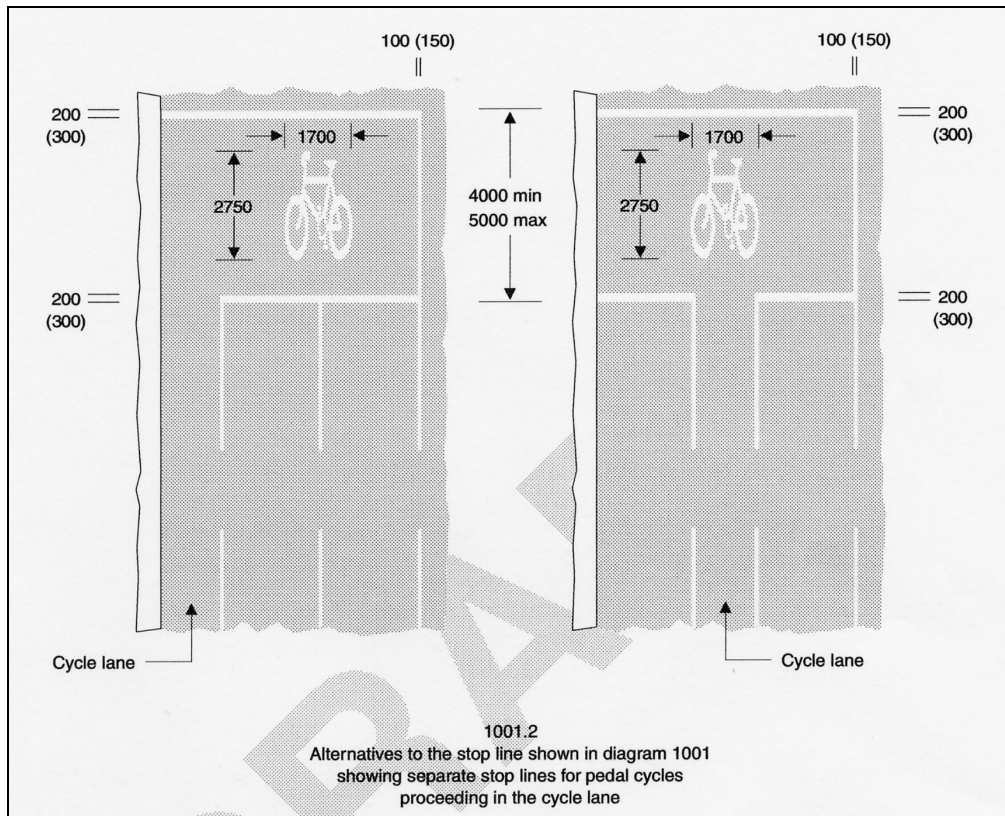 100 (150)
100 (150)
200
(300)
1700
2750
200
(300)
4000 min
5000 max
1700
2750
200
(300)
200
(300)
Cycle lane
Cycle lane
1001.2
Alternatives to the stop line shown in diagram 1001
showing separate stop lines for pedal cycles
proceeding in the cycle lane